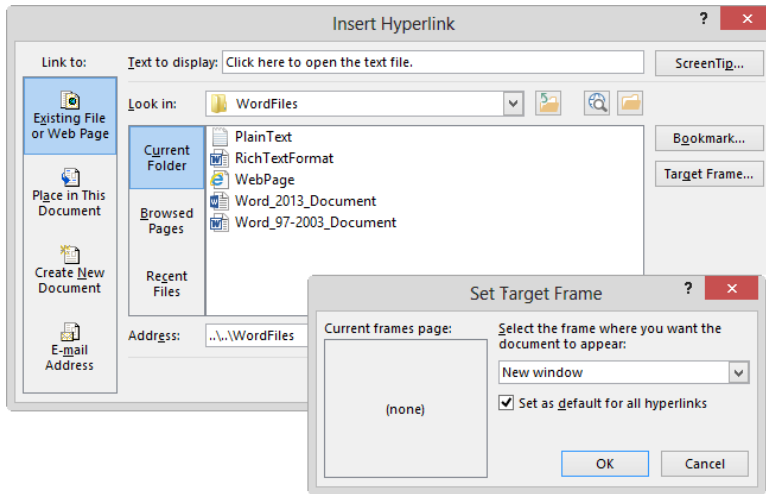 Insert Hyperlink
?
×
Link to:
Text to display: Click here to open the text file.
ScreenTip...
Existing File
or Web Page
Look in:
WordFiles
Current
Folder
PlainText
RichTextFormat
WebPage
Word_2013_Document
Word_97-2003_Document
Bookmark...
Target Frame...
Place in This
Document
Browsed
Pages
Create New
Document
Recent
Files
E-mail
Address
Address:
..\..\WordFiles
Set Target Frame
?
×
Current frames page:
(none)
Select the frame where you want the
document to appear:
New window
Set as default for all hyperlinks
OK
Cancel